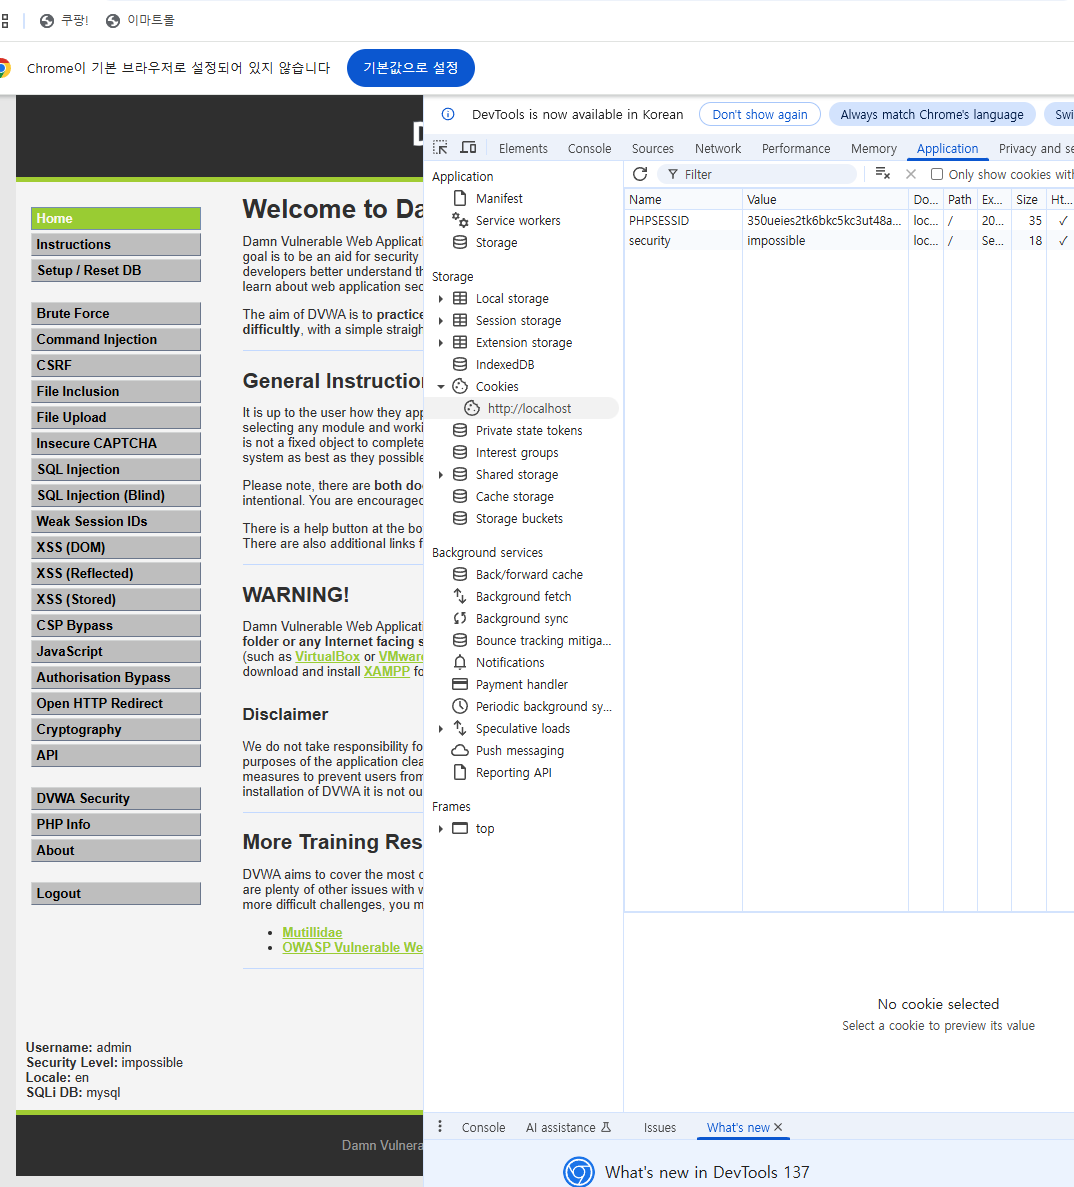 쿠팡!
이마트몰
Chrome이 기본 브라우저로 설정되어 있지 않습니다
기본값으로 설정
D
Home
Instructions
Setup / Reset DB
Brute Force
Command Injection
CSRF
File Inclusion
File Upload
Insecure CAPTCHA
SQL Injection
SQL Injection (Blind)
Weak Session IDs
XSS (DOM)
XSS (Reflected)
XSS (Stored)
CSP Bypass
JavaScript
Authorisation Bypass
Open HTTP Redirect
Cryptography
API
DVWA Security
PHP Info
About
Logout
Username: admin
Security Level: impossible
Locale: en
SQLi DB: mysql
Welcome to Da
Damn Vulnerable Web Applicati
goal is to be an aid for security
developers better understand th
learn about web application sec
The aim of DVWA is to practice
difficultly, with a simple straigh
General Instruction
It is up to the user how they app
selecting any module and worki
is not a fixed object to complete
system as best as they possible
Please note, there are both doc
intentional. You are encouraged
There is a help button at the bo
There are also additional links f
WARNING!
Damn Vulnerable Web Applicati
folder or any Internet facing s
(such as VirtualBox or VMware
download and install XAMPP fo
Disclaimer
We do not take responsibility fo
purposes of the application clea
measures to prevent users from
installation of DVWA it is not ou
More Training Res
DVWA aims to cover the most c
are plenty of other issues with w
more difficult challenges, you m
Mutillidae
OWASP Vulnerable We
Damn Vulnera
DevTools is now available in Korean
Don't show again
Always match Chrome's language
Swi
Elements Console Sources Network Performance Memory Application Privacy and se
Application
Manifest
Service workers
Storage
Storage
Local storage
Session storage
Extension storage
IndexedDB
Cookies
http://localhost
Private state tokens
Interest groups
Shared storage
Cache storage
Storage buckets
Background services
Back/forward cache
Background fetch
Background sync
Bounce tracking mitiga...
Notifications
Payment handler
Periodic background sy...
Speculative loads
Push messaging
Reporting API
Frames
top
Filter
Only show cookies with
Name Value Do... Path Ex... Size Ht...
PHPSESSID 350ueies2tk6bkc5kc3ut48a... loc... / 20... 35 ✓
security impossible loc... / Se... 18 ✓
No cookie selected
Select a cookie to preview its value
Console AI assistance Issues What's new
What's new in DevTools 137